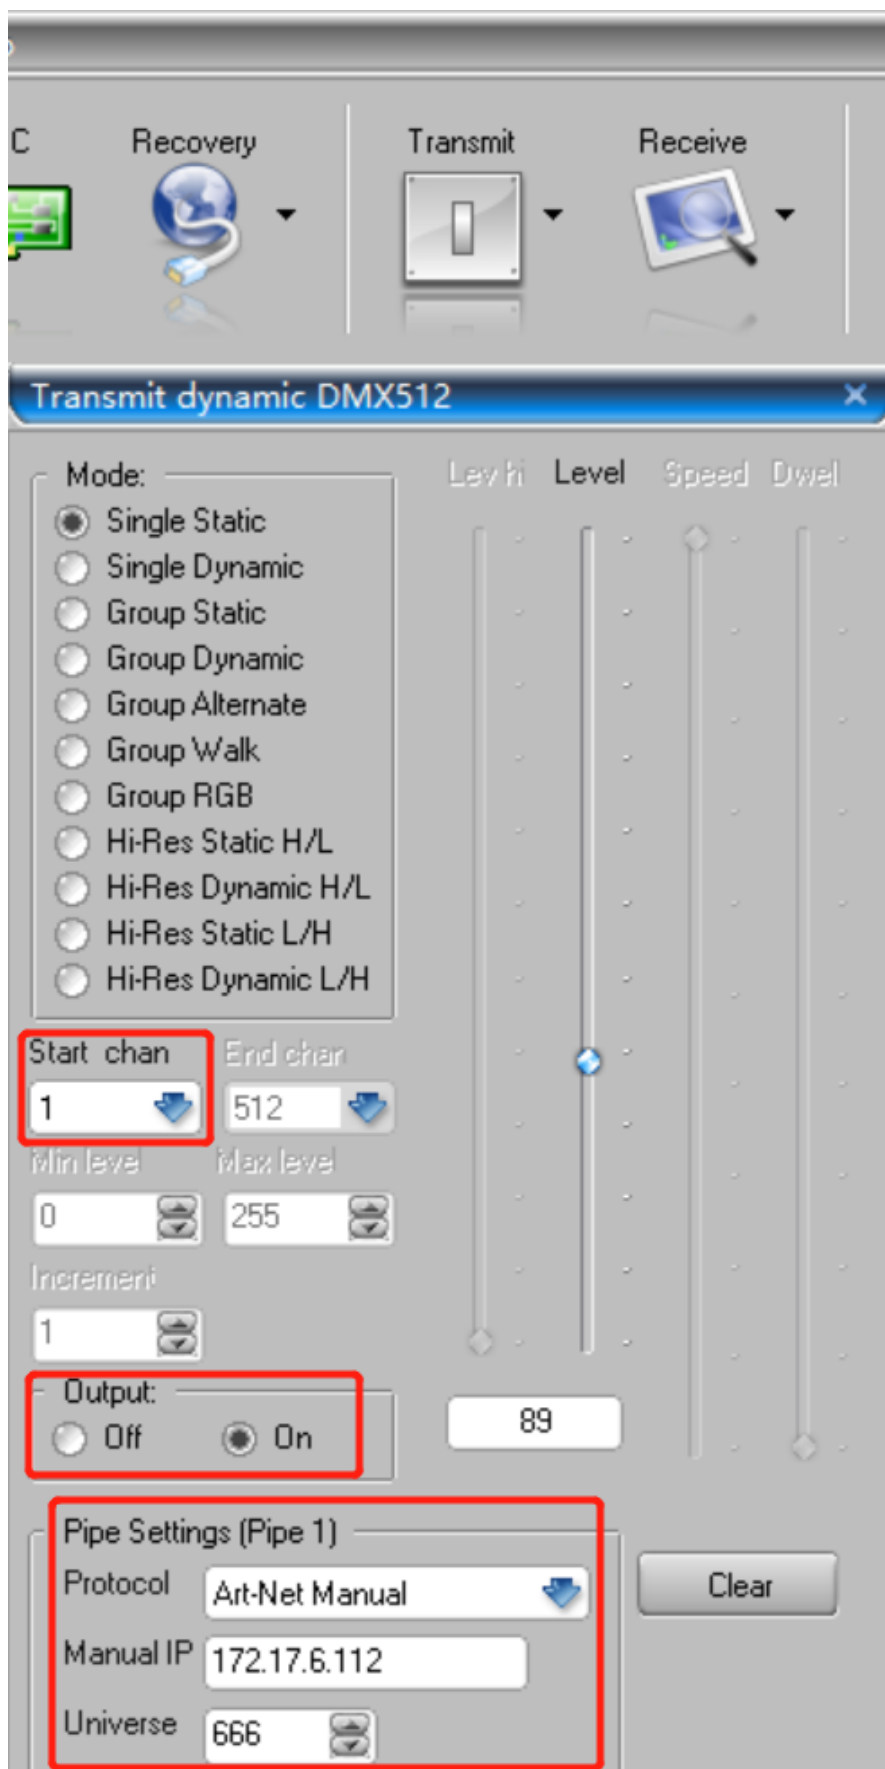 C Recovery Transmit Receive
Transmit dynamic DMX512
Mode: Lev hi Level Speed Dwel
Single Static
Single Dynamic
Group Static
Group Dynamic
Group Alternate
Group Walk
Group RGB
Hi-Res Static H/L
Hi-Res Dynamic H/L
Hi-Res Static L/H
Hi-Res Dynamic L/H
Start chan End chan
1 512
Min level Max level
0 255
Increment
1
Output:
Off On 89
Pipe Settings (Pipe 1)
Protocol Art-Net Manual Clear
Manual IP 172.17.6.112
Universe 666